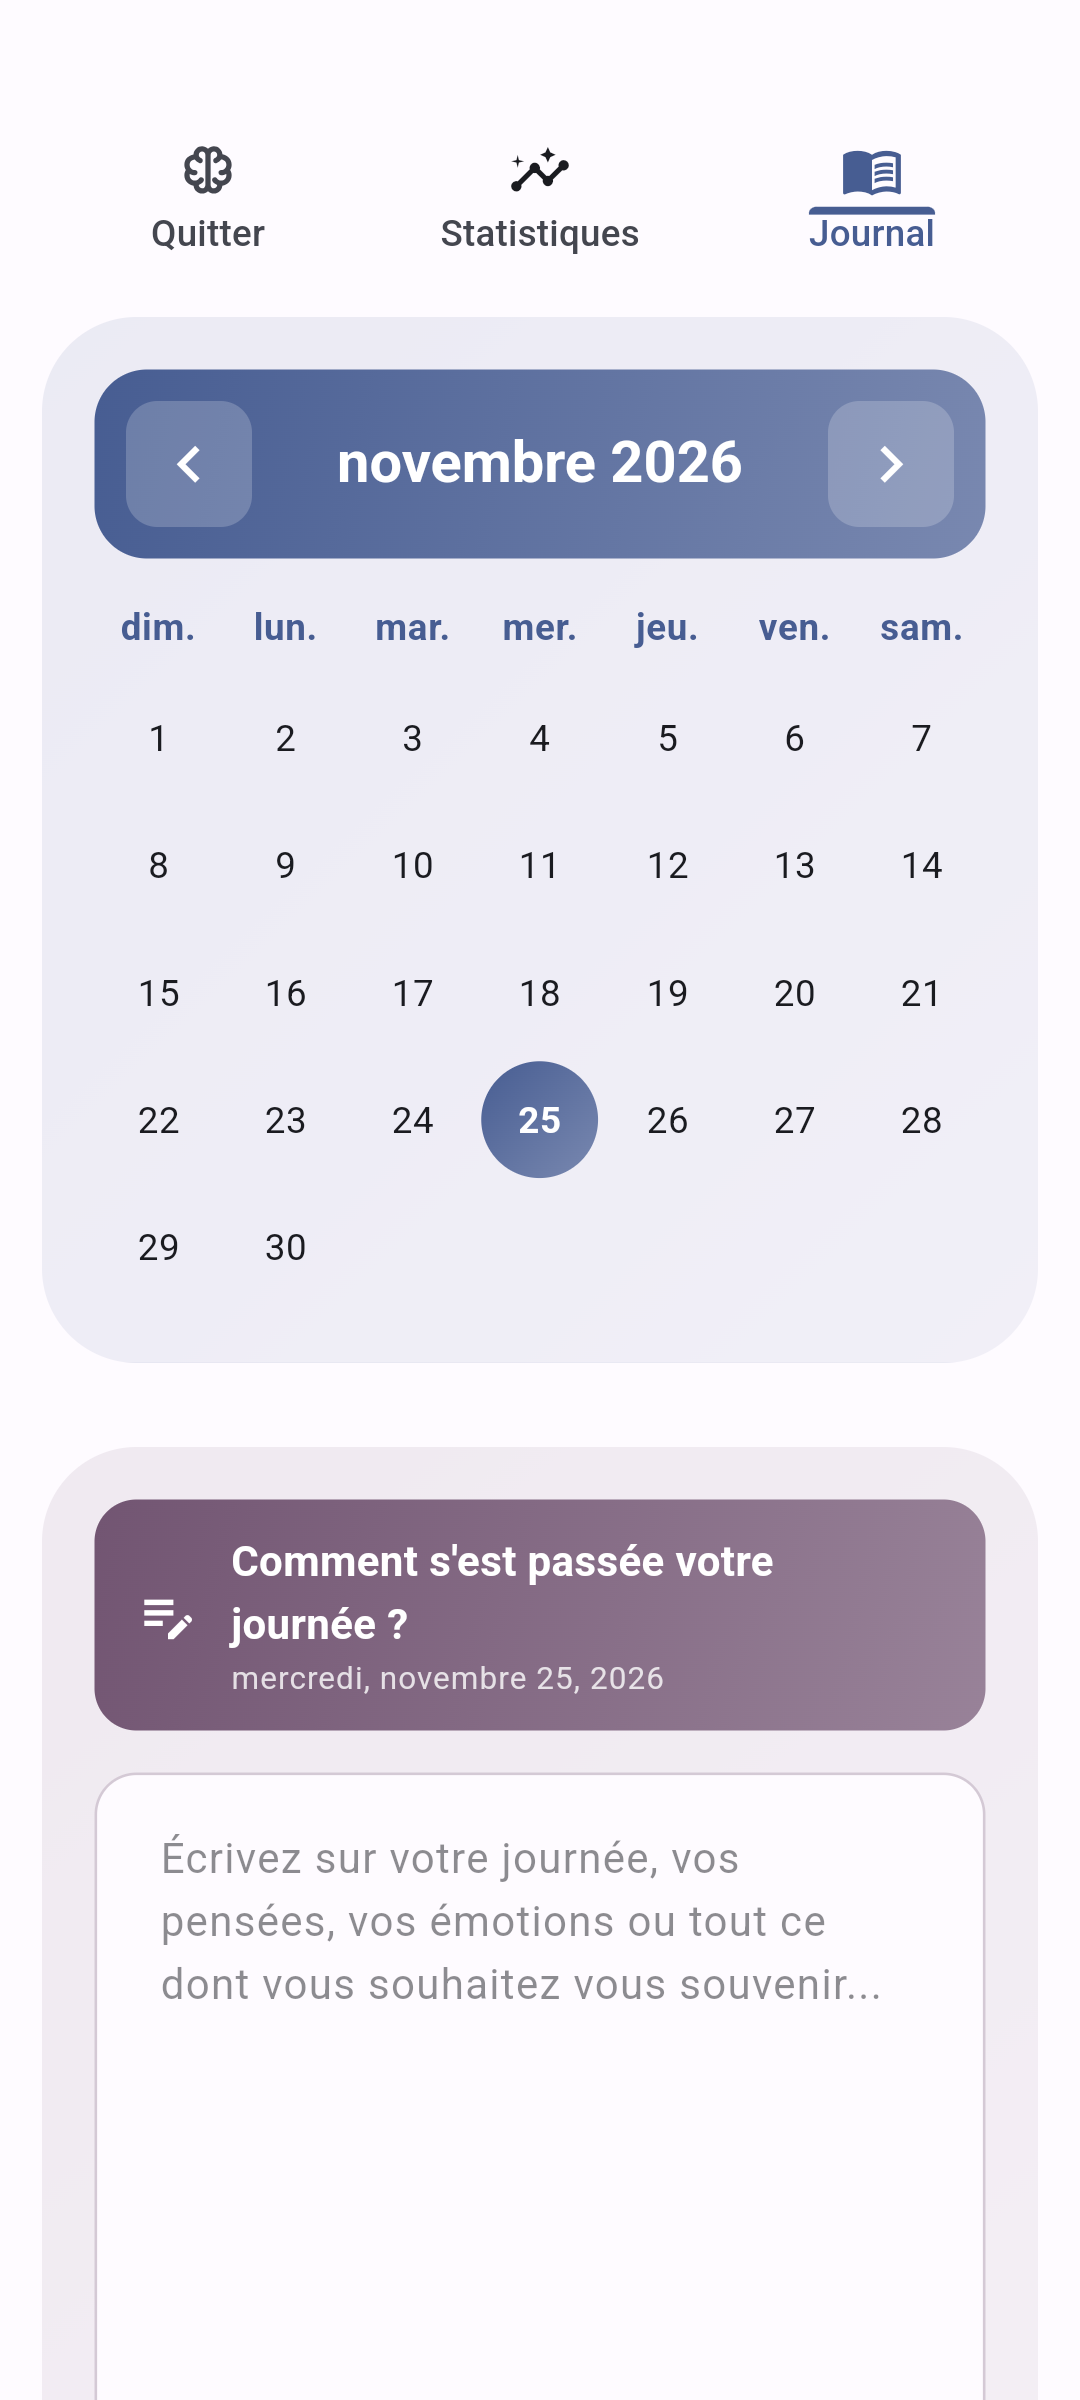 Quitter Statistiques Journal
novembre 2026
dim. lun. mar. mer. jeu. ven. sam.
1 2 3 4 5 6 7
8 9 10 11 12 13 14
15 16 17 18 19 20 21
22 23 24 25 26 27 28
29 30
Comment s'est passée votre
journée ?
mercredi, novembre 25, 2026
Écrivez sur votre journée, vos
pensées, vos émotions ou tout ce
dont vous souhaitez vous souvenir...